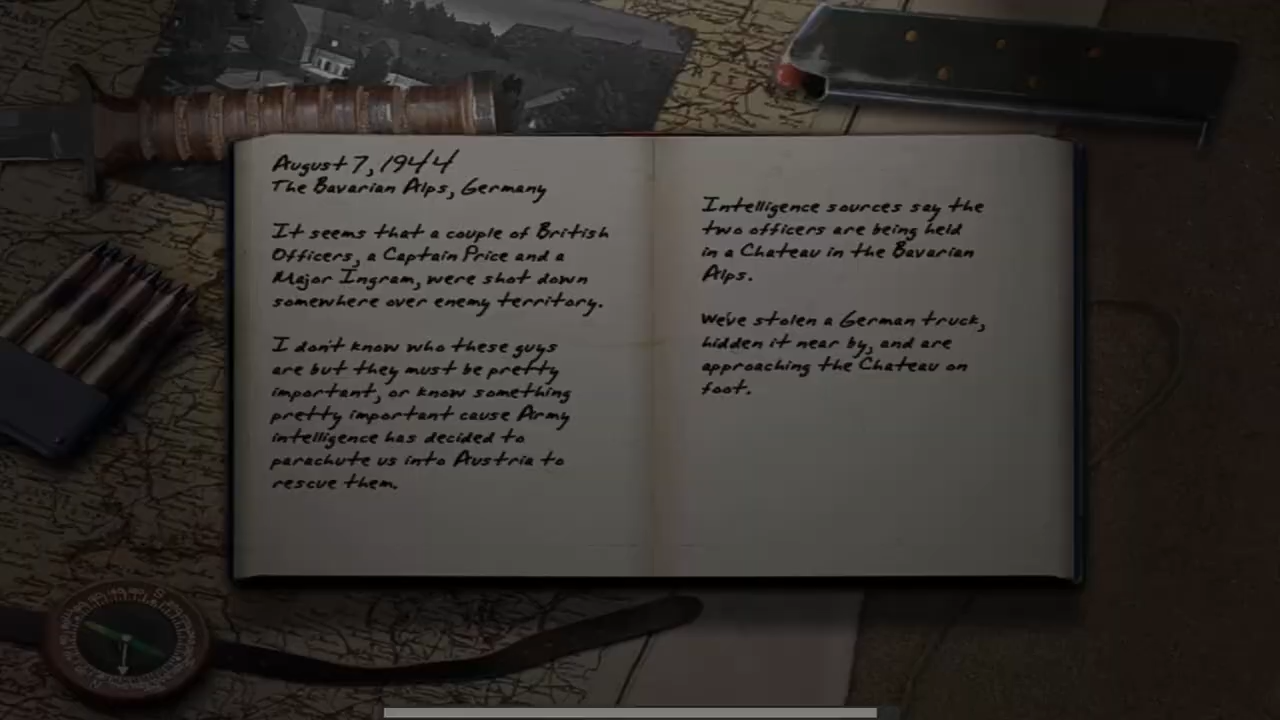 August 7, 1944
The Bavarian Alps, Germany
It seems that a couple of British
Officers, a Captain Price and a
Major Ingram, were shot down
somewhere over enemy territory.
I don't know who these guys
are but they must be pretty
important, or know something
pretty important cause Army
intelligence has decided to
parachute us into Austria to
rescue them.
Intelligence sources say the
two officers are being held
in a Chateau in the Bavarian
Alps.
We've stolen a German truck,
hidden it near by, and are
approaching the Chateau on
foot.